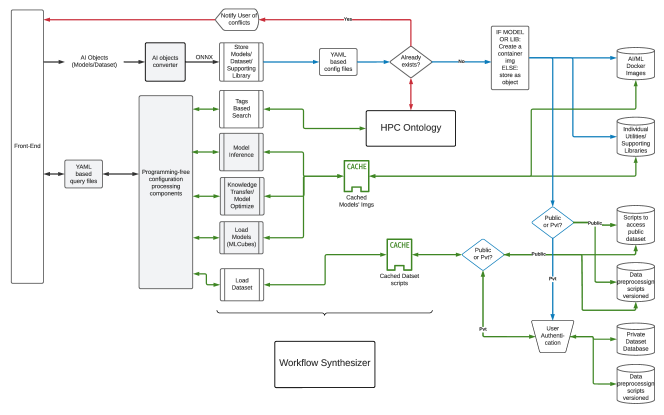 Notify User of
conflicts
Yes
AI Objects
(Models/Dataset)
AI objects
converter
ONNX
Store
Models/
Dataset/
Supporting
Library
YAML
based
config files
Already
exists?
No
IF MODEL
OR LIB:
Create a
container
img
ELSE:
store as
object
AI/ML
Docker
Images
Tags
Based
Search
HPC Ontology
Individual
Utilities/
Supporting
Libraries
Front-End
YAML
based
query files
Programming-free
configuration
processing
components
Model
Inference
Knowledge
Transfer/
Model
Optimize
CACHE
Cached
Models' Imgs
Load
Models
(MLCubes)
Public
or Pvt?
Public
Scripts to
access
public
dataset
CACHE
Cached Datset
scripts
Public
or Pvt?
Public
Load
Dataset
Pvt
Data
preprocessign
scripts
versioned
Pvt
User
Authenti-
cation
Private
Dataset
Database
Workflow Synthesizer
Data
preprocessign
scripts
versioned